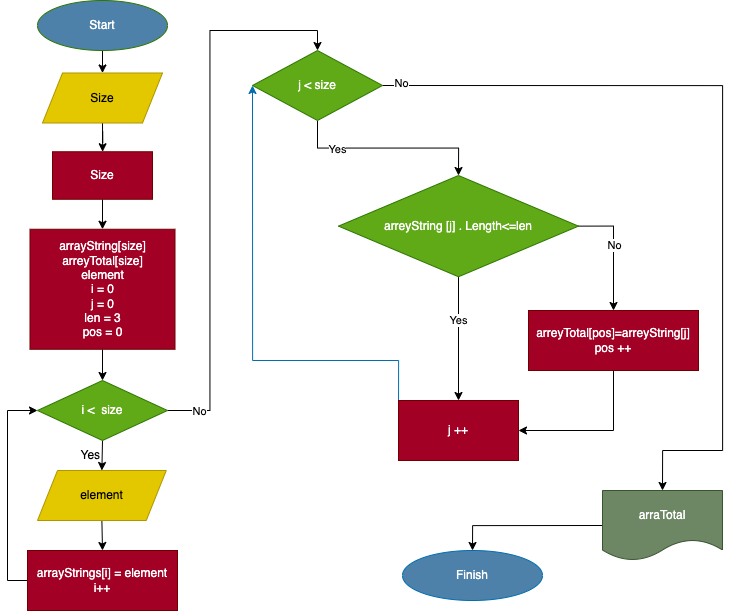 Start
Size
Size
arrayString[size]
arreyTotal[size]
element
i = 0
j = 0
len = 3
pos = 0
i < size
No
Yes
element
arrayStrings[i] = element
i++
j < size
No
Yes
arreyString [j] . Length<=len
No
Yes
arreyTotal[pos]=arreyString[j]
pos ++
j ++
arraTotal
Finish